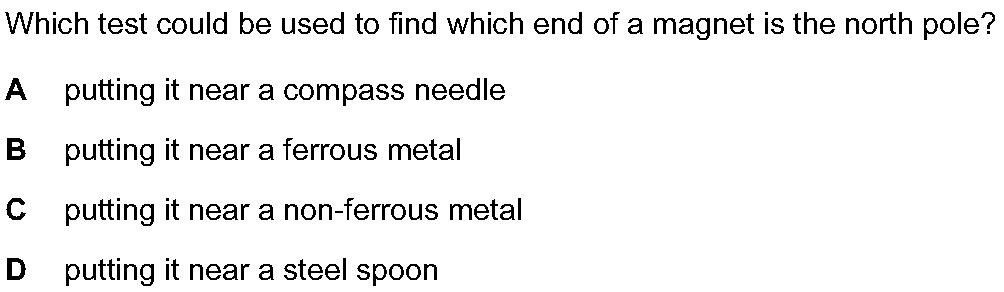 Which test could be used to find which end of a magnet is the north pole?
A putting it near a compass needle
B putting it near a ferrous metal
C putting it near a non-ferrous metal
D putting it near a steel spoon